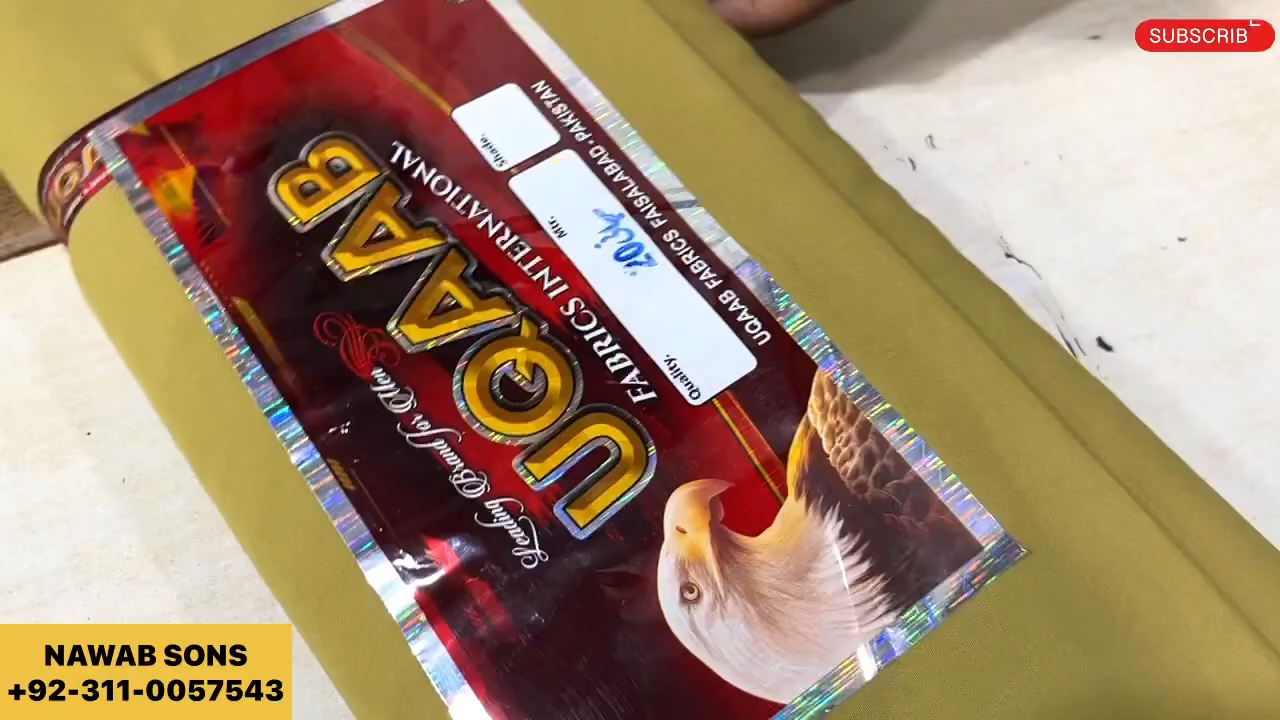 SUBSCRIB
Leading Brand for Men
UQAAB
FABRICS INTERNATIONAL
Quality.
Mtr.
Shade.
UQAAB FABRICS FAISALABAD - PAKISTAN
NAWAB SONS
+92-311-0057543